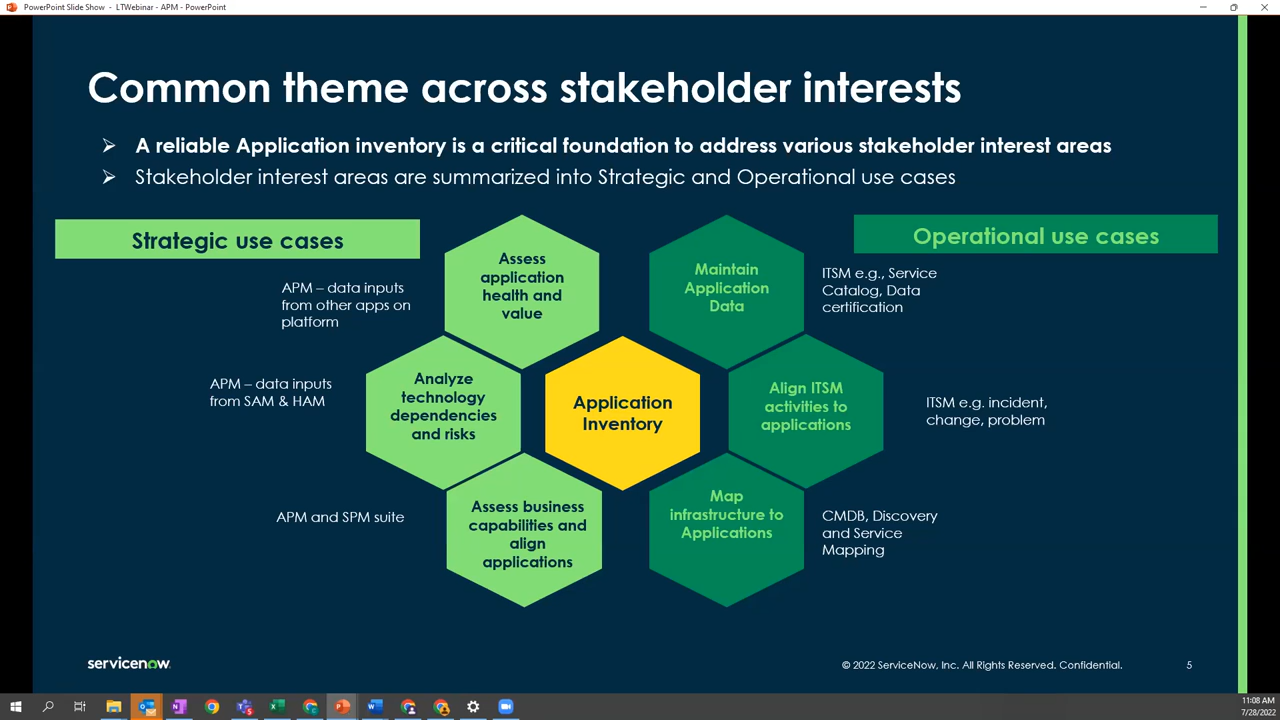 PowerPoint Slide Show - LTWebinar - APM - PowerPoint
Common theme across stakeholder interests
A reliable Application inventory is a critical foundation to address various stakeholder interest areas
Stakeholder interest areas are summarized into Strategic and Operational use cases
Strategic use cases
Assess
application
health and
value
APM – data inputs
from other apps on
platform
Analyze
technology
dependencies
and risks
APM – data inputs
from SAM & HAM
Assess business
capabilities and
align
applications
APM and SPM suite
Application
Inventory
Operational use cases
Maintain
Application
Data
ITSM e.g., Service
Catalog, Data
certification
Align ITSM
activities to
applications
ITSM e.g. incident,
change, problem
Map
infrastructure to
Applications
CMDB, Discovery
and Service
Mapping
servicenow
© 2022 ServiceNow, Inc. All Rights Reserved. Confidential.
5
11:08 AM
7/28/2022